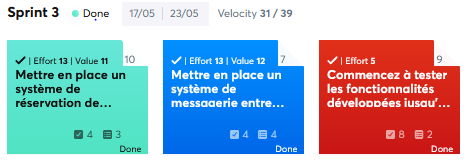 Sprint 3 Done 17/05 23/05 Velocity 31 / 39
| Effort 13 | Value 11 10
Mettre en place un
système de
réservation de…
4 3
Done
| Effort 13 | Value 12 7
Mettre en place un
système de
messagerie entre…
4 4
Done
| Effort 5 9
Commencez à tester
les fonctionnalités
développées jusqu'…
8 2
Done